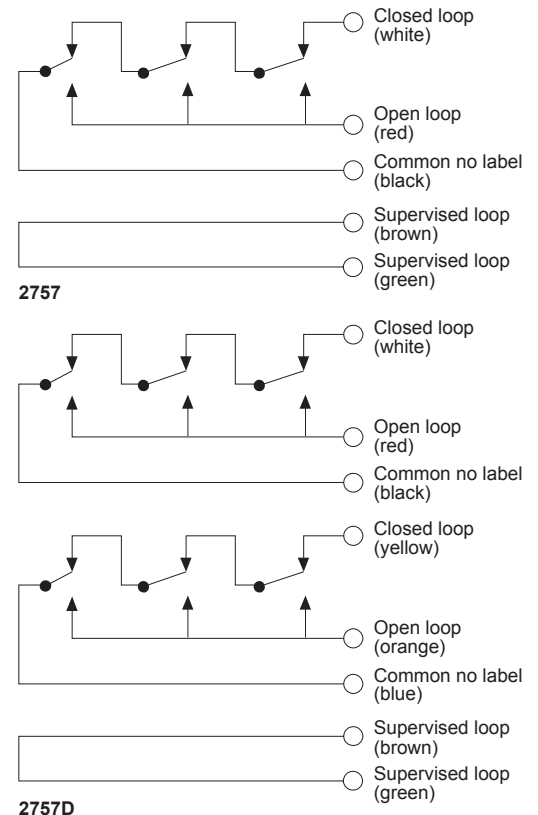 Closed loop
(white)
Open loop
(red)
Common no label
(black)
Supervised loop
(brown)
Supervised loop
(green)
2757
Closed loop
(white)
Open loop
(red)
Common no label
(black)
Closed loop
(yellow)
Open loop
(orange)
Common no label
(blue)
Supervised loop
(brown)
Supervised loop
(green)
2757D